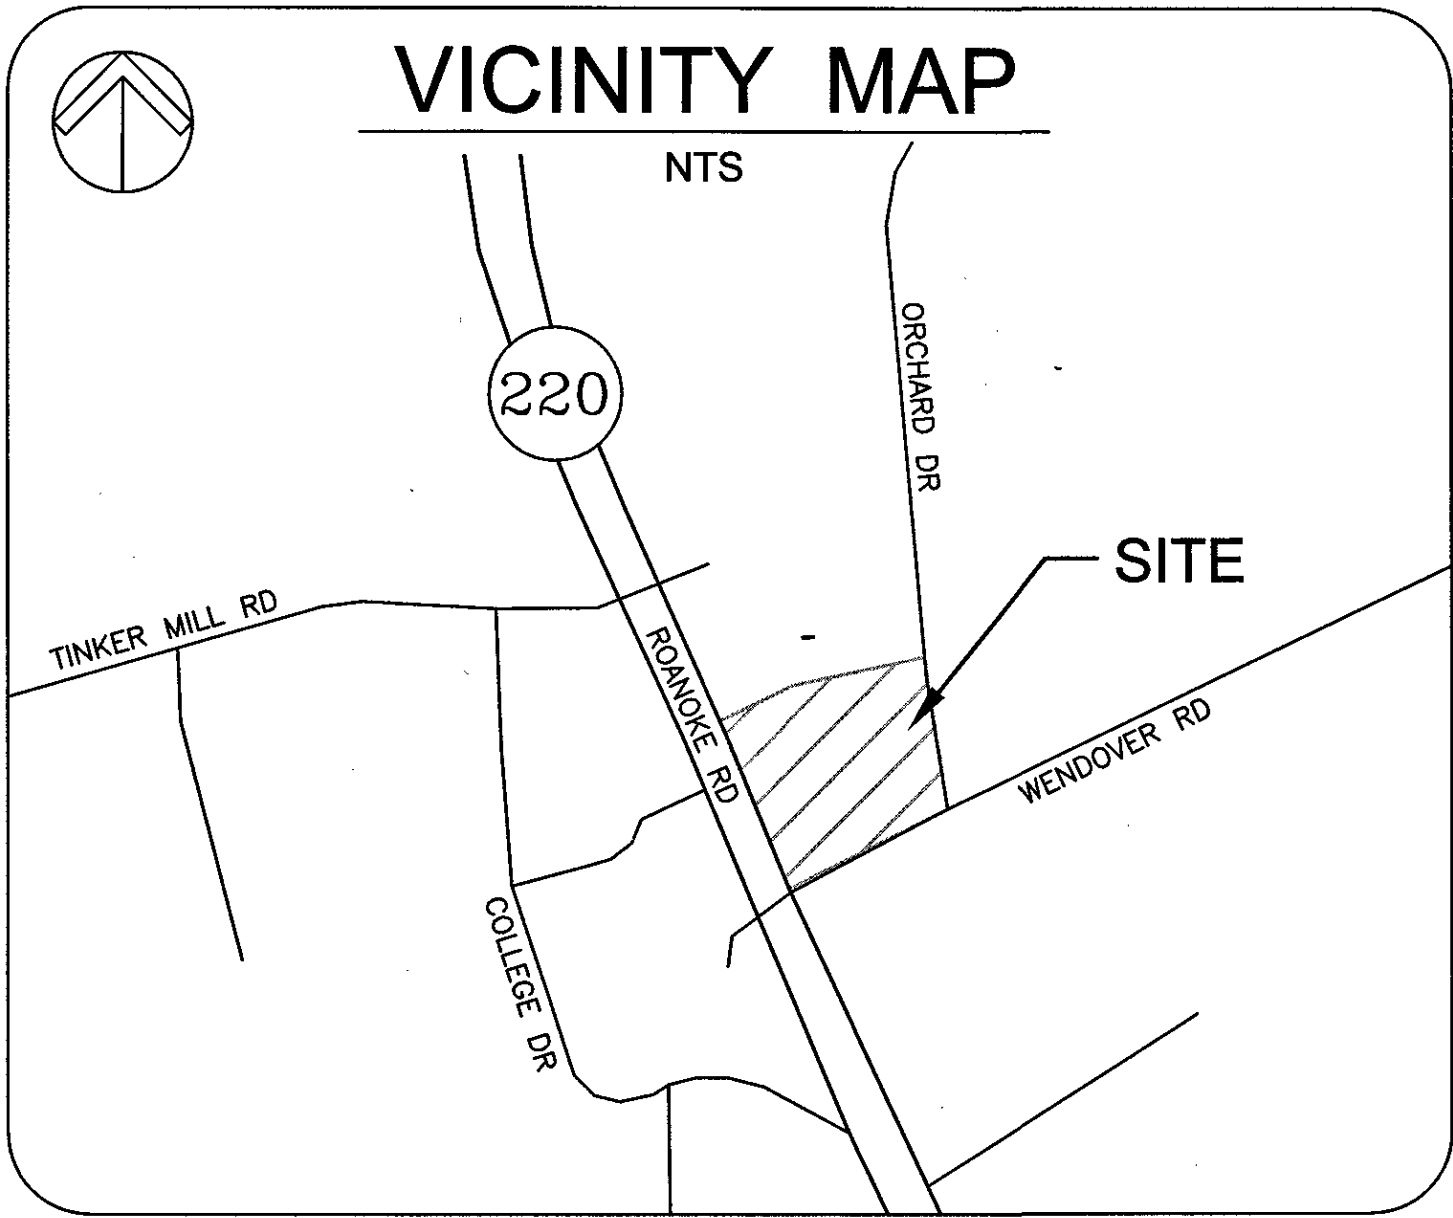 VICINITY MAP
NTS
ORCHARD DR
220
SITE
TINKER MILL RD
ROANOKE RD
WENDOVER RD
COLLEGE DR